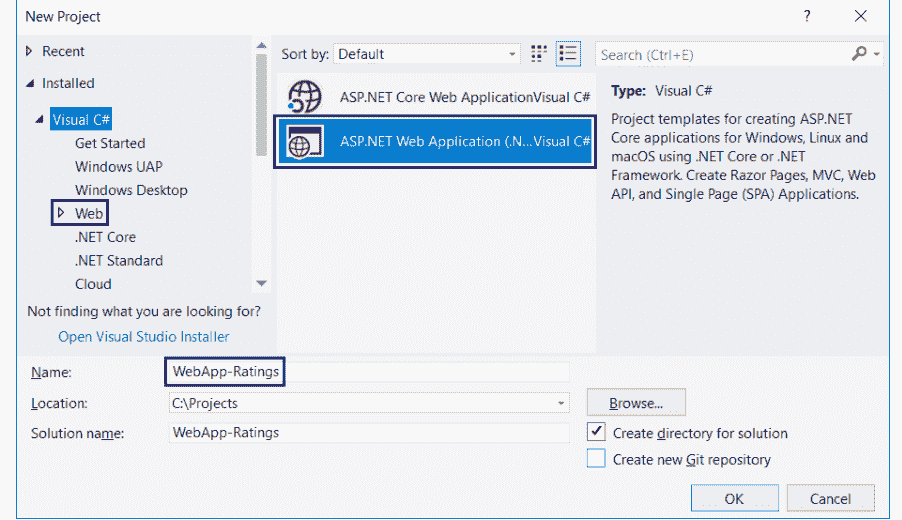 New Project
?
Recent
Installed
Visual C#
Get Started
Windows UAP
Windows Desktop
Web
.NET Core
.NET Standard
Cloud
Not finding what you are looking for?
Open Visual Studio Installer
Sort by: Default
ASP.NET Core Web ApplicationVisual C#
ASP.NET Web Application (.N...Visual C#
Search (Ctrl+E)
Type: Visual C#
Project templates for creating ASP.NET
Core applications for Windows, Linux and
macOS using .NET Core or .NET
Framework. Create Razor Pages, MVC, Web
API, and Single Page (SPA) Applications.
Name: WebApp-Ratings
Location: C:\Projects
Browse...
Solution name: WebApp-Ratings
Create directory for solution
Create new Git repository
OK
Cancel